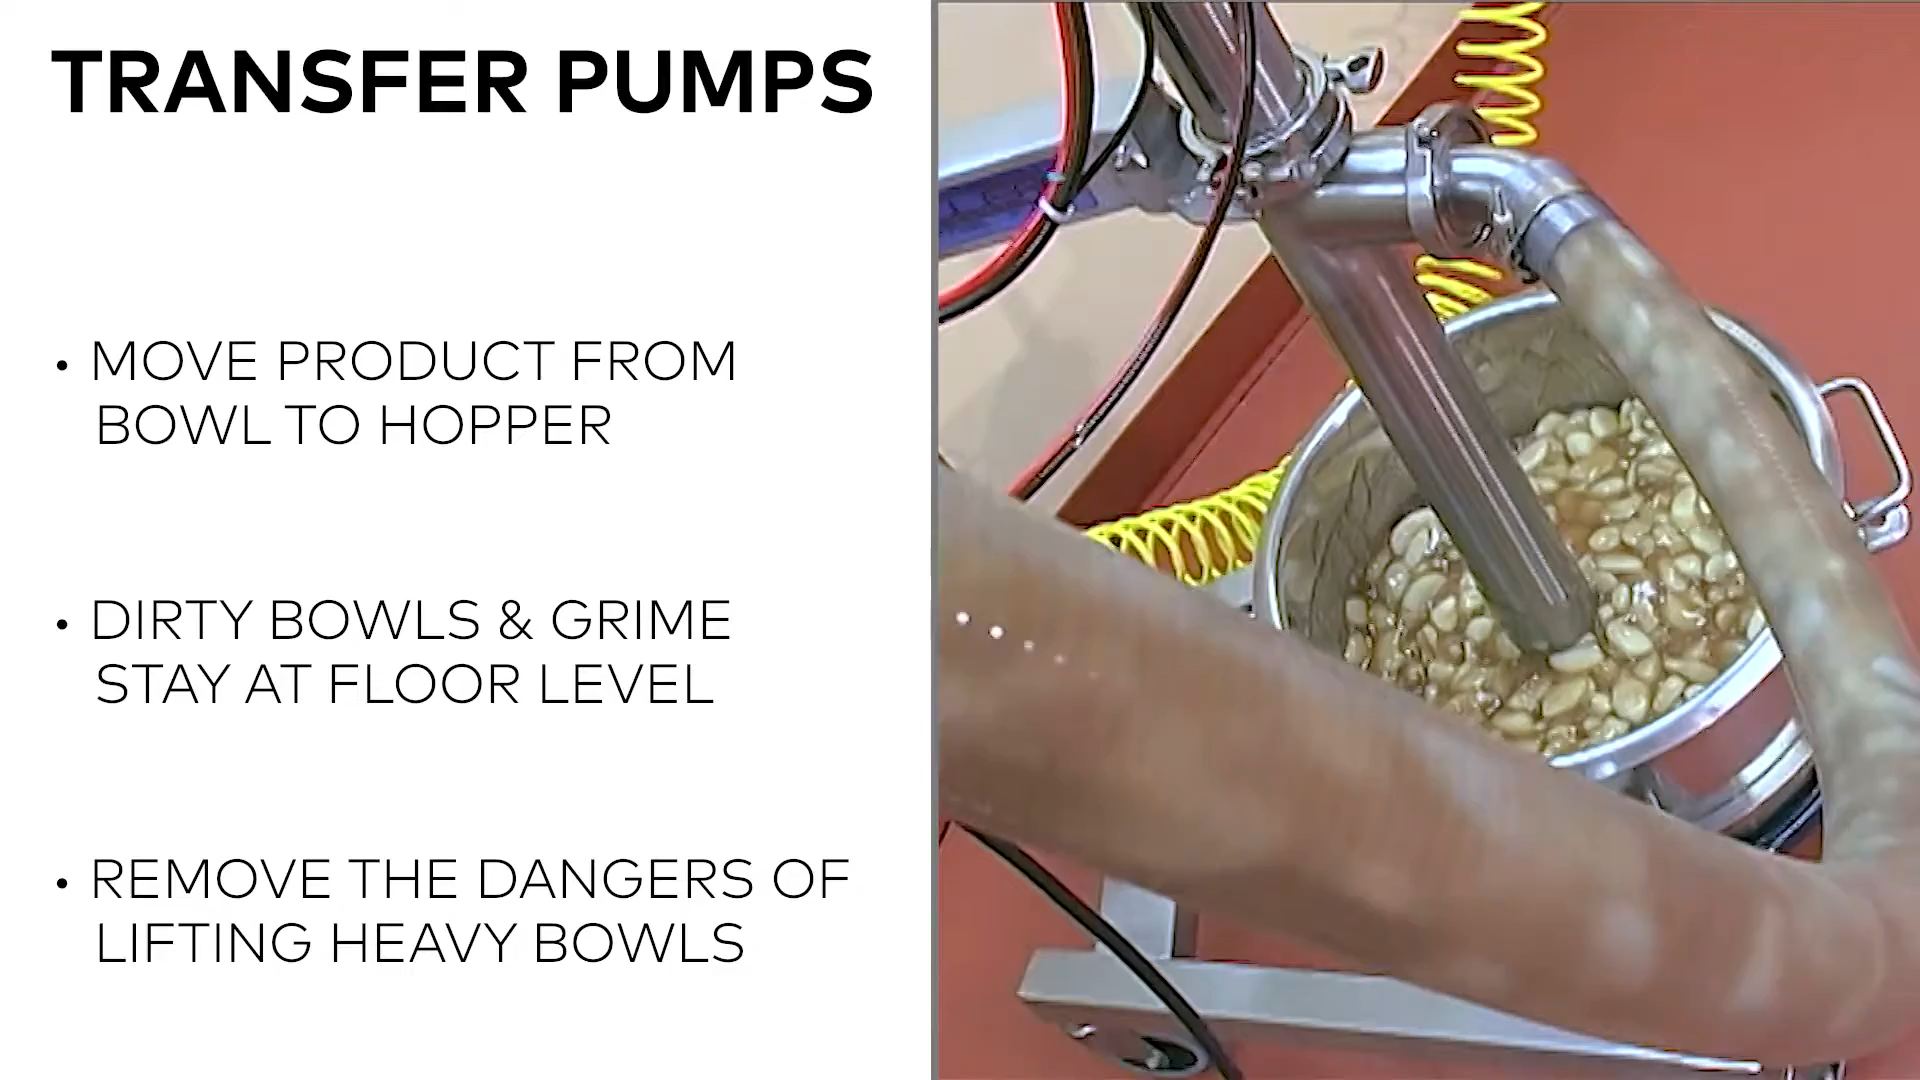 TRANSFER PUMPS
• MOVE PRODUCT FROM
BOWL TO HOPPER
• DIRTY BOWLS & GRIME
STAY AT FLOOR LEVEL
• REMOVE THE DANGERS OF
LIFTING HEAVY BOWLS